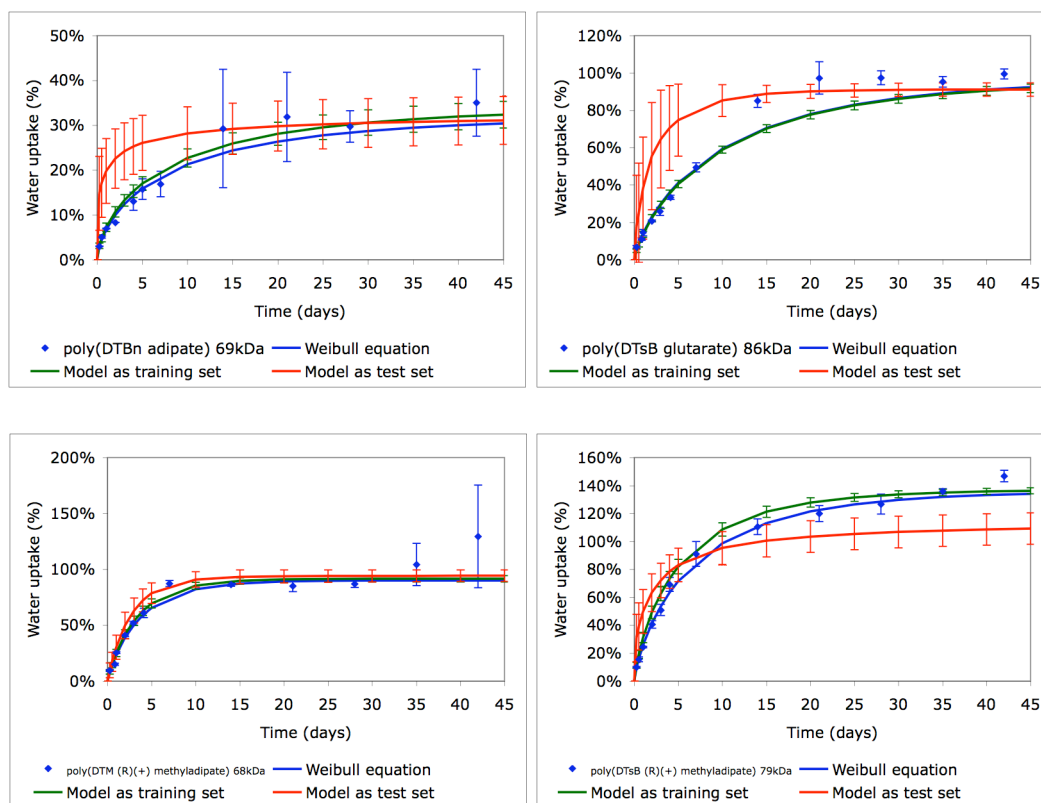 50%
40%
30%
20%
10%
0%
Water uptake (%)
0 5 10 15 20 25 30 35 40 45
Time (days)
poly(DTBn adipate) 69kDa Weibull equation
Model as training set Model as test set
120%
100%
80%
60%
40%
20%
0%
Water uptake (%)
0 5 10 15 20 25 30 35 40 45
Time (days)
poly(DTsB glutarate) 86kDa Weibull equation
Model as training set Model as test set
200%
150%
100%
50%
0%
Water uptake (%)
0 5 10 15 20 25 30 35 40 45
Time (days)
poly(DTM (R)(+) methyladipate) 68kDa Weibull equation
Model as training set Model as test set
160%
140%
120%
100%
80%
60%
40%
20%
0%
Water uptake (%)
0 5 10 15 20 25 30 35 40 45
Time (days)
poly(DTsB (R)(+) methyladipate) 79kDa Weibull equation
Model as training set Model as test set